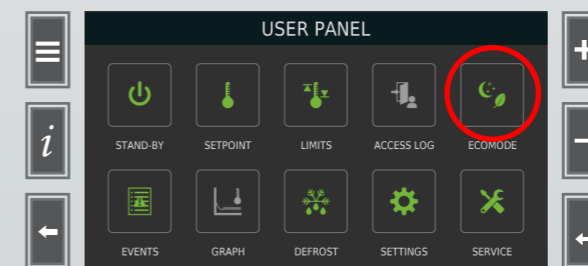 USER PANEL
STAND-BY SETPOINT LIMITS ACCESS LOG ECOMODE
i
EVENTS GRAPH DEFROST SETTINGS SERVICE